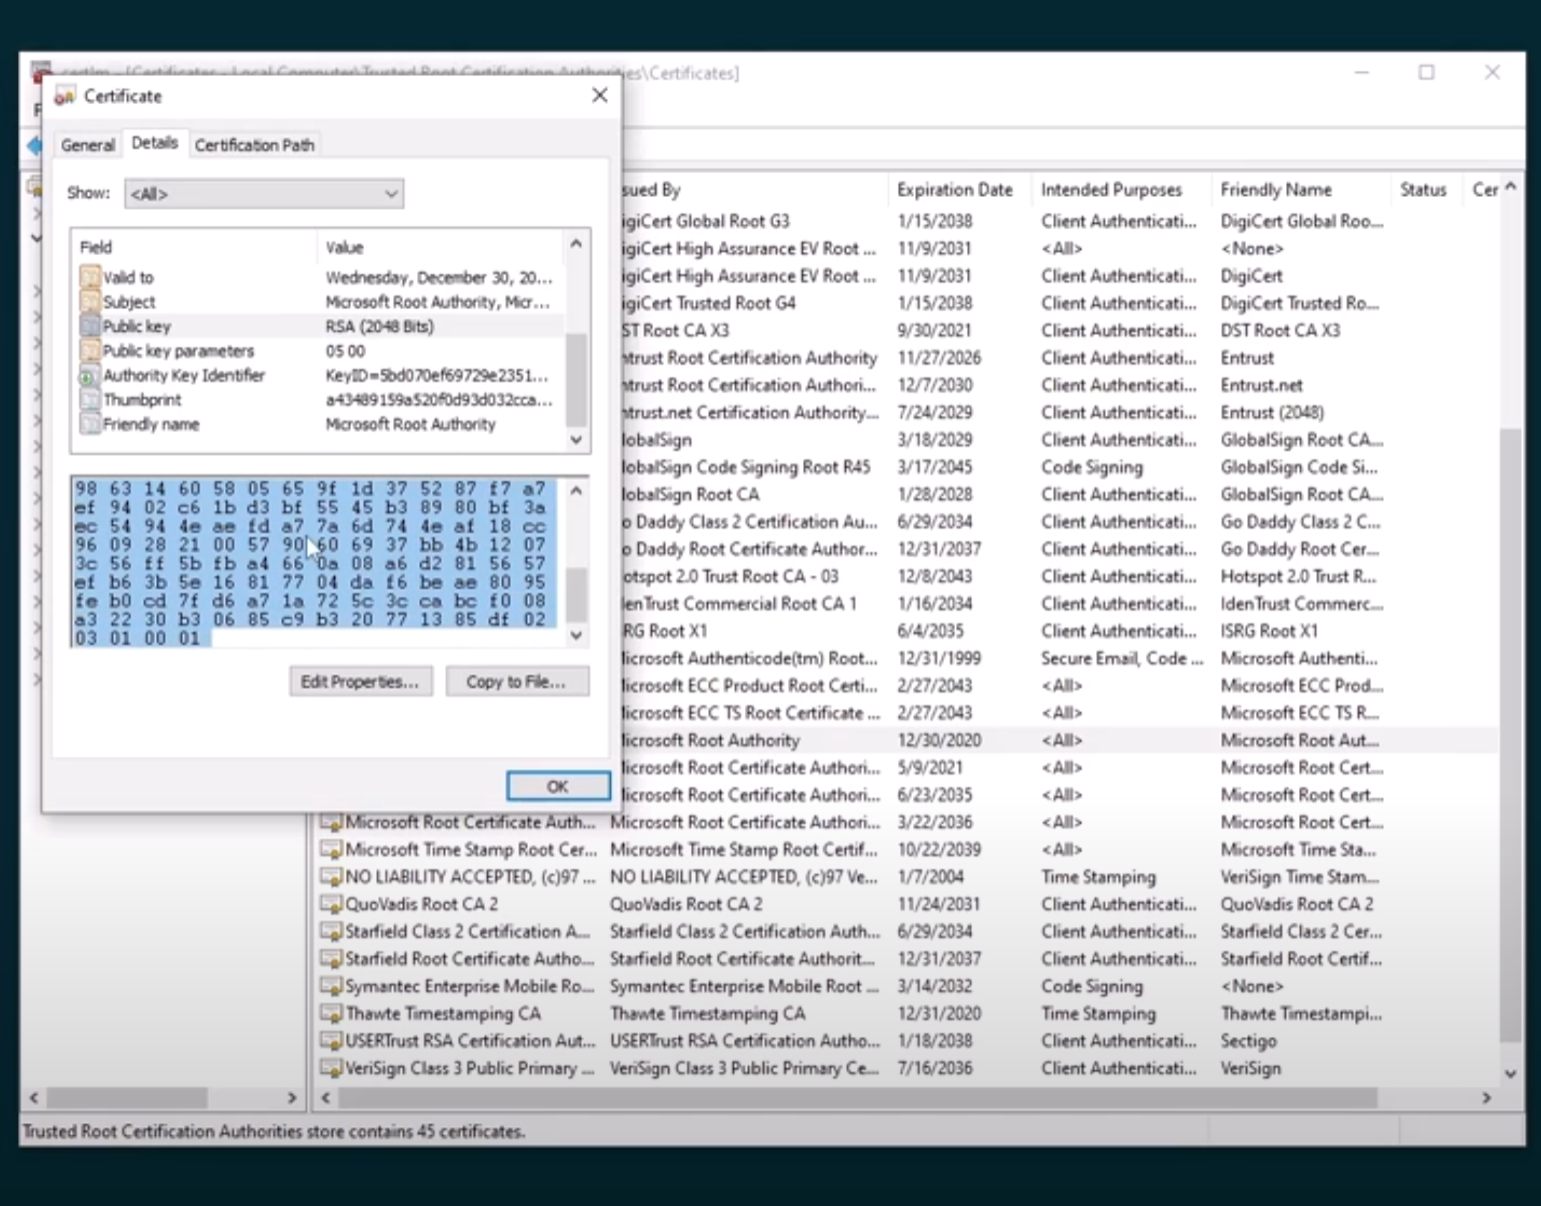 certlm - [Certificates - Local Computer\Trusted Root Certification Authorities\Certificates]
Certificate
General Details Certification Path
Show: <All>
Field Value
Valid to Wednesday, December 30, 20...
Subject Microsoft Root Authority, Micr...
Public key RSA (2048 Bits)
Public key parameters 05 00
Authority Key Identifier KeyID=5bd070ef69729e2351...
Thumbprint a43489159a520f0d93d032cca...
Friendly name Microsoft Root Authority
98 63 14 60 58 05 65 9f 1d 37 52 87 f7 a7
ef 94 02 c6 1b d3 bf 55 45 b3 89 80 bf 3a
ec 54 94 4e ae fd a7 7a 6d 74 4e af 18 cc
96 09 28 21 00 57 90 60 69 37 bb 4b 12 07
3c 56 ff 5b fb a4 66 0a 08 a6 d2 81 56 57
ef b6 3b 5e 16 81 77 04 da f6 be ae 80 95
fe b0 cd 7f d6 a7 1a 72 5c 3c ca bc f0 08
a3 22 30 b3 06 85 c9 b3 20 77 13 85 df 02
03 01 00 01
Edit Properties... Copy to File...
OK
sued By Expiration Date Intended Purposes Friendly Name Status Cer
igiCert Global Root G3 1/15/2038 Client Authenticati... DigiCert Global Roo...
igiCert High Assurance EV Root ... 11/9/2031 <All> <None>
igiCert High Assurance EV Root ... 11/9/2031 Client Authenticati... DigiCert
igiCert Trusted Root G4 1/15/2038 Client Authenticati... DigiCert Trusted Ro...
ST Root CA X3 9/30/2021 Client Authenticati... DST Root CA X3
ntrust Root Certification Authority 11/27/2026 Client Authenticati... Entrust
ntrust Root Certification Authori... 12/7/2030 Client Authenticati... Entrust.net
ntrust.net Certification Authority... 7/24/2029 Client Authenticati... Entrust (2048)
lobalSign 3/18/2029 Client Authenticati... GlobalSign Root CA...
lobalSign Code Signing Root R45 3/17/2045 Code Signing GlobalSign Code Si...
lobalSign Root CA 1/28/2028 Client Authenticati... GlobalSign Root CA...
o Daddy Class 2 Certification Au... 6/29/2034 Client Authenticati... Go Daddy Class 2 C...
o Daddy Root Certificate Author... 12/31/2037 Client Authenticati... Go Daddy Root Cer...
otspot 2.0 Trust Root CA - 03 12/8/2043 Client Authenticati... Hotspot 2.0 Trust R...
denTrust Commercial Root CA 1 1/16/2034 Client Authenticati... IdenTrust Commerc...
RG Root X1 6/4/2035 Client Authenticati... ISRG Root X1
icrosoft Authenticode(tm) Root... 12/31/1999 Secure Email, Code ... Microsoft Authenti...
icrosoft ECC Product Root Certi... 2/27/2043 <All> Microsoft ECC Prod...
icrosoft ECC TS Root Certificate ... 2/27/2043 <All> Microsoft ECC TS R...
icrosoft Root Authority 12/30/2020 <All> Microsoft Root Aut...
icrosoft Root Certificate Authori... 5/9/2021 <All> Microsoft Root Cert...
icrosoft Root Certificate Authori... 6/23/2035 <All> Microsoft Root Cert...
Microsoft Root Certificate Auth... Microsoft Root Certificate Authori... 3/22/2036 <All> Microsoft Root Cert...
Microsoft Time Stamp Root Cer... Microsoft Time Stamp Root Certif... 10/22/2039 <All> Microsoft Time Sta...
NO LIABILITY ACCEPTED, (c)97 ... NO LIABILITY ACCEPTED, (c)97 Ve... 1/7/2004 Time Stamping VeriSign Time Stam...
QuoVadis Root CA 2 QuoVadis Root CA 2 11/24/2031 Client Authenticati... QuoVadis Root CA 2
Starfield Class 2 Certification A... Starfield Class 2 Certification Auth... 6/29/2034 Client Authenticati... Starfield Class 2 Cer...
Starfield Root Certificate Autho... Starfield Root Certificate Authorit... 12/31/2037 Client Authenticati... Starfield Root Certif...
Symantec Enterprise Mobile Ro... Symantec Enterprise Mobile Root ... 3/14/2032 Code Signing <None>
Thawte Timestamping CA Thawte Timestamping CA 12/31/2020 Time Stamping Thawte Timestampi...
USERTrust RSA Certification Aut... USERTrust RSA Certification Autho... 1/18/2038 Client Authenticati... Sectigo
VeriSign Class 3 Public Primary ... VeriSign Class 3 Public Primary Ce... 7/16/2036 Client Authenticati... VeriSign
Trusted Root Certification Authorities store contains 45 certificates.